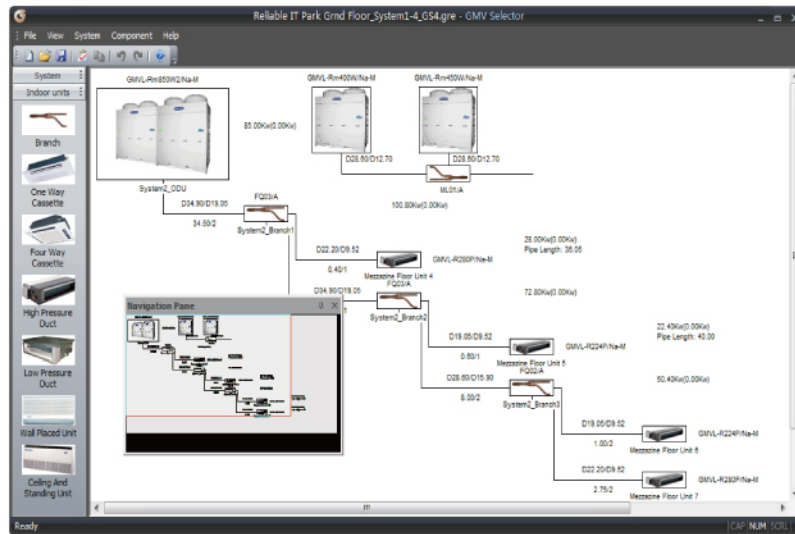 Reliable IT Park Grnd Floor_System1-4_GS4.gre - GMV Selector
File View System Component Help
System
Indoor units
Branch
One Way
Cassette
Four Way
Cassette
High Pressure
Duct
Low Pressure
Duct
Wall Placed Unit
Ceiling And
Standing Unit
GMVL-Rm850W2/Na-M
GMVL-Rm400W/Na-M
GMVL-Rm450W/Na-M
85.00Kw(0.00Kw)
D28.60/D12.70
D28.60/D12.70
System2_ODU
ML01/A
D34.90/D19.05
FQ03/A
34.50/2
System2_Branch1
100.80Kw(0.00Kw)
D22.20/D9.52
GMVL-R280P/Na-M
0.40/1
Mezzazine Floor Unit 4
28.00Kw(0.00Kw)
Pipe Length: 36.05
D34.90/D19.05
FQ03/A
System2_Branch2
72.80Kw(0.00Kw)
Navigation Pane
D19.05/D9.52
GMVL-R224P/Na-M
0.50/1
Mezzazine Floor Unit 5
22.40Kw(0.00Kw)
Pipe Length: 40.00
D28.60/D15.90
FQ02/A
8.00/2
System2_Branch3
50.40Kw(0.00Kw)
D19.05/D9.52
GMVL-R224P/Na-M
1.00/2
Mezzazine Floor Unit 6
D22.20/D9.52
GMVL-R280P/Na-M
2.75/2
Mezzazine Floor Unit 7
Ready
CAP NUM SCRL